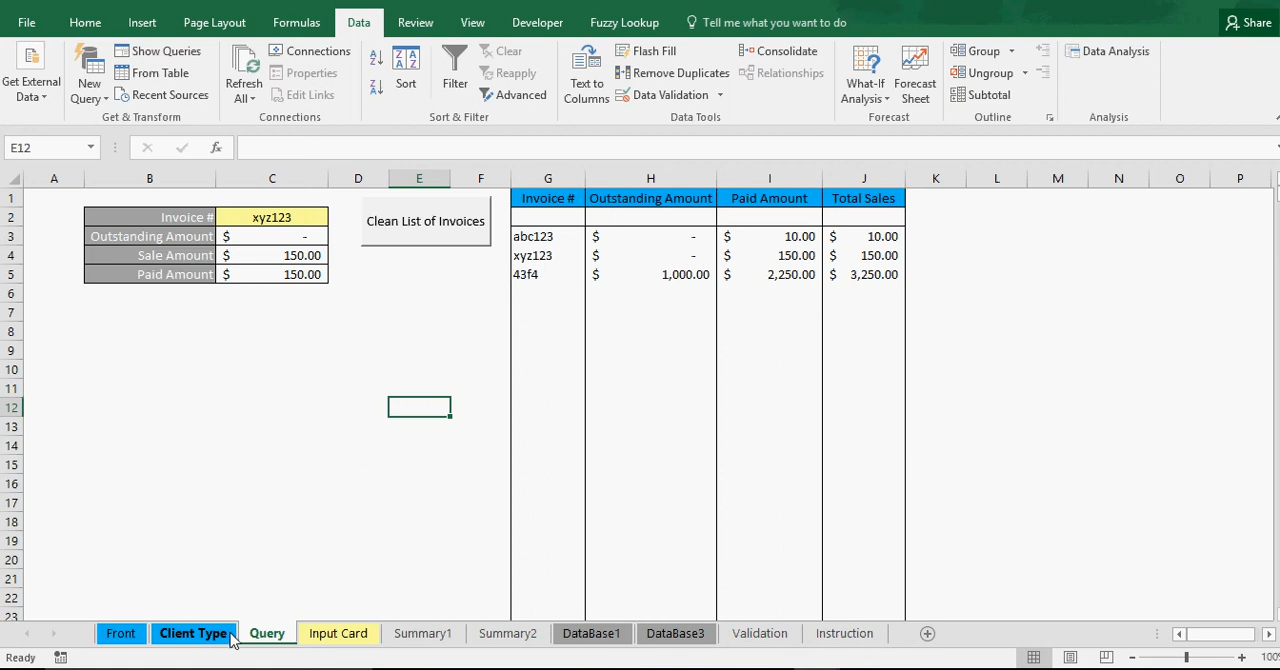 File Home Insert Page Layout Formulas Data Review View Developer Fuzzy Lookup Tell me what you want to do Share
Get External Data
New Query
Show Queries
From Table
Recent Sources
Get & Transform
Refresh All
Connections
Properties
Edit Links
Connections
Sort
Filter
Clear
Reapply
Advanced
Sort & Filter
Text to Columns
Flash Fill
Remove Duplicates
Data Validation
Consolidate
Relationships
Data Tools
What-If Analysis
Forecast Sheet
Forecast
Group
Ungroup
Subtotal
Outline
Data Analysis
Analysis
E12 fx
A B C D E F G H I J K L M N O P
1 Invoice # Outstanding Amount Paid Amount Total Sales
2 Invoice # xyz123 Clean List of Invoices
3 Outstanding Amount $ - abc123 $ - $ 10.00 $ 10.00
4 Sale Amount $ 150.00 xyz123 $ - $ 150.00 $ 150.00
5 Paid Amount $ 150.00 43f4 $ 1,000.00 $ 2,250.00 $ 3,250.00
6
7
8
9
10
11
12
13
14
15
16
17
18
19
20
21
22
23
Front Client Type Query Input Card Summary1 Summary2 DataBase1 DataBase3 Validation Instruction
Ready 100